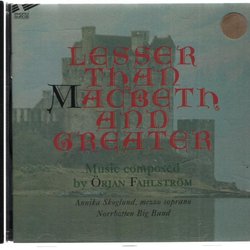 LESSER
THAN
MACBETH
AND
GREATER
Music composed
by ÖRJAN FAHLSTRÖM
Annika Skoglund, mezzo soprano
Norrbotten Big Band